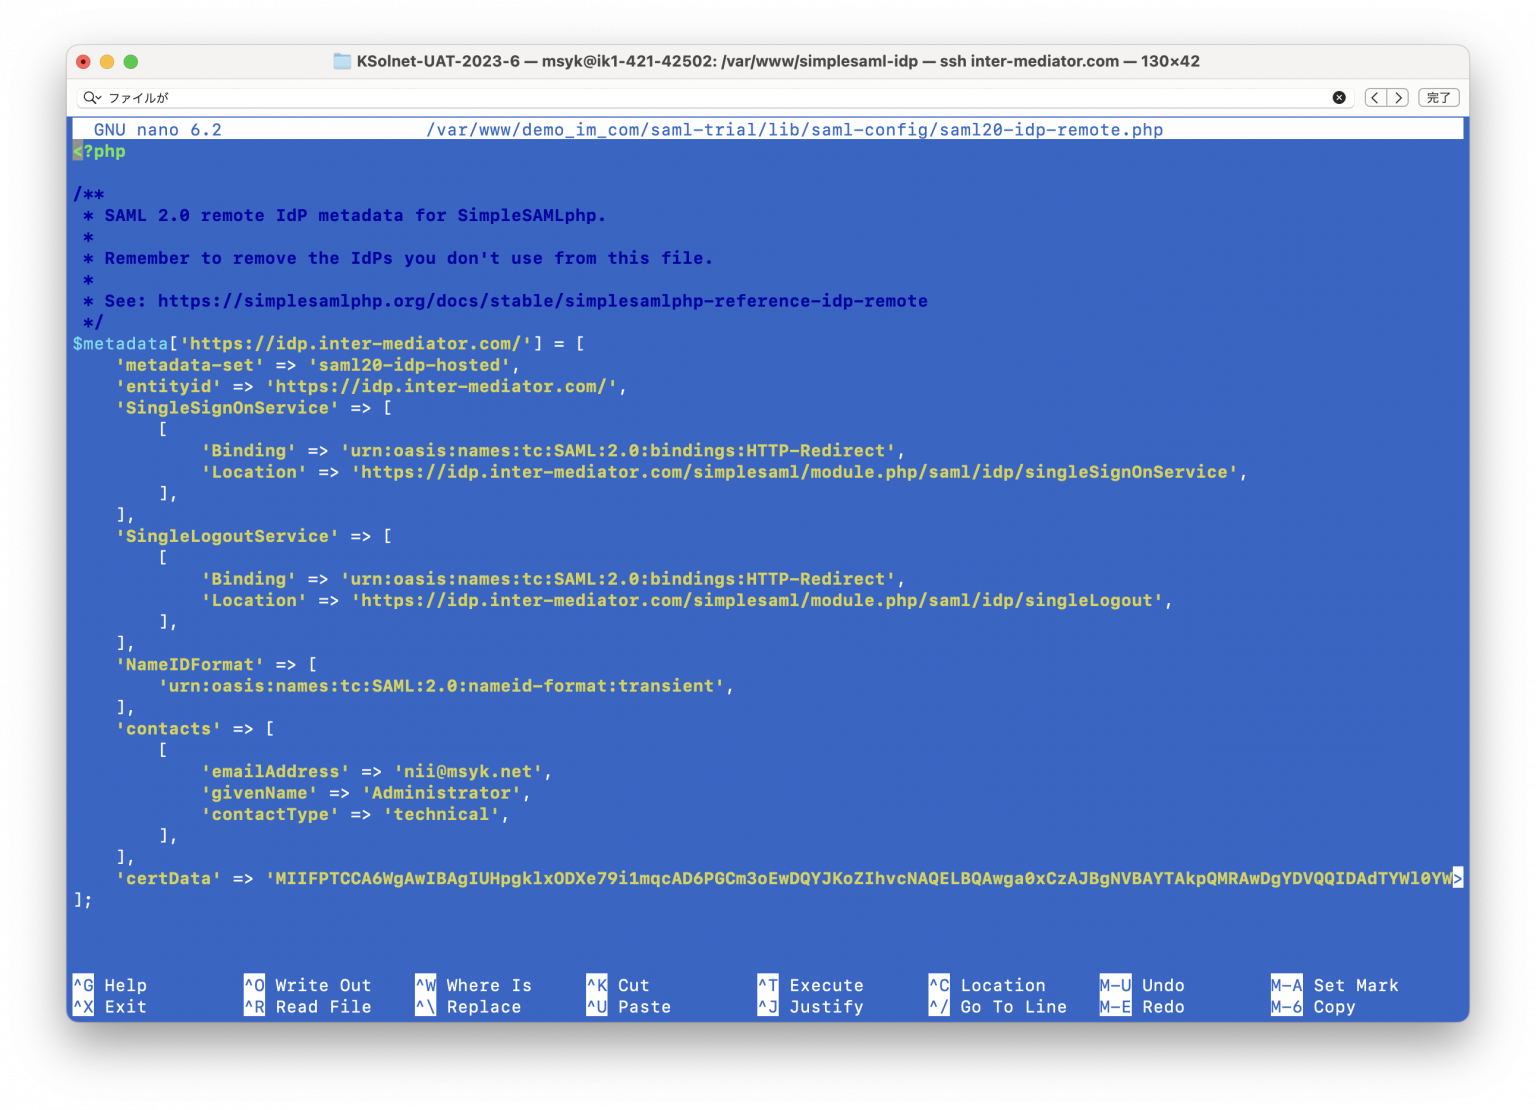 KSolnet-UAT-2023-6 — msyk@ik1-421-42502: /var/www/simplesaml-idp — ssh inter-mediator.com — 130×42
ファイルが
完了
GNU nano 6.2 /var/www/demo_im_com/saml-trial/lib/saml-config/saml20-idp-remote.php
<?php
/**
 * SAML 2.0 remote IdP metadata for SimpleSAMLphp.
 *
 * Remember to remove the IdPs you don't use from this file.
 *
 * See: https://simplesamlphp.org/docs/stable/simplesamlphp-reference-idp-remote
 */
$metadata['https://idp.inter-mediator.com/'] = [
    'metadata-set' => 'saml20-idp-hosted',
    'entityid' => 'https://idp.inter-mediator.com/',
    'SingleSignOnService' => [
        [
            'Binding' => 'urn:oasis:names:tc:SAML:2.0:bindings:HTTP-Redirect',
            'Location' => 'https://idp.inter-mediator.com/simplesaml/module.php/saml/idp/singleSignOnService',
        ],
    ],
    'SingleLogoutService' => [
        [
            'Binding' => 'urn:oasis:names:tc:SAML:2.0:bindings:HTTP-Redirect',
            'Location' => 'https://idp.inter-mediator.com/simplesaml/module.php/saml/idp/singleLogout',
        ],
    ],
    'NameIDFormat' => [
        'urn:oasis:names:tc:SAML:2.0:nameid-format:transient',
    ],
    'contacts' => [
        [
            'emailAddress' => 'nii@msyk.net',
            'givenName' => 'Administrator',
            'contactType' => 'technical',
        ],
    ],
    'certData' => 'MIIFPTCCA6WgAwIBAgIUHpgklxODXe79i1mqcAD6PGCm3oEwDQYJKoZIhvcNAQELBQAwga0xCzAJBgNVBAYTAkpQMRAwDgYDVQQIDAdTYWl0YW>
];
^G Help ^O Write Out ^W Where Is ^K Cut ^T Execute ^C Location M-U Undo M-A Set Mark
^X Exit ^R Read File ^\ Replace ^U Paste ^J Justify ^/ Go To Line M-E Redo M-6 Copy